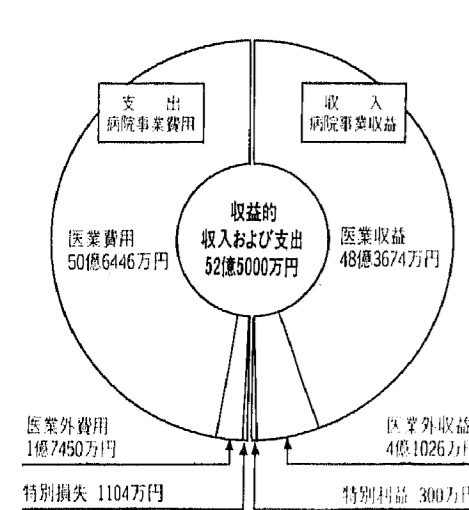 支　出
病院事業費用
収　入
病院事業収益
収益的
収入および支出
52億5000万円
医業費用
50億6446万円
医業収益
48億3674万円
医業外費用
1億7450万円
医業外収益
4億1026万円
特別損失 1104万円
特別利益 300万円